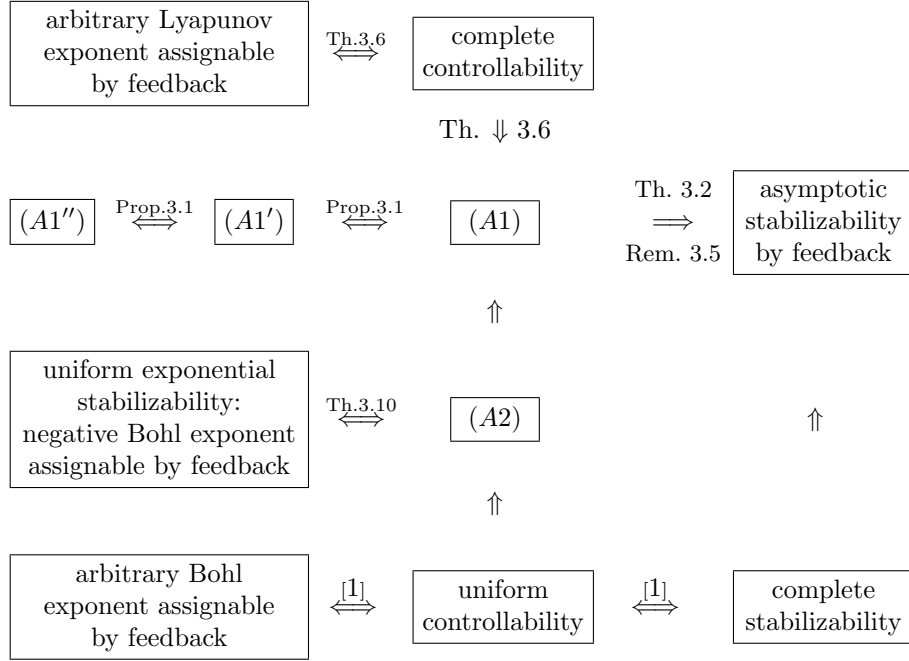 arbitrary Lyapunov
exponent assignable
by feedback
Th.3.6
⟺
complete
controllability
Th. ⇓ 3.6
(A1′′)
Prop.3.1
⟺
(A1′)
Prop.3.1
⟺
(A1)
Th. 3.2
⟹
Rem. 3.5
asymptotic
stabilizability
by feedback
⇑
uniform exponential
stabilizability:
negative Bohl exponent
assignable by feedback
Th.3.10
⟺
(A2)
⇑
⇑
arbitrary Bohl
exponent assignable
by feedback
[1]
⟺
uniform
controllability
[1]
⟺
complete
stabilizability